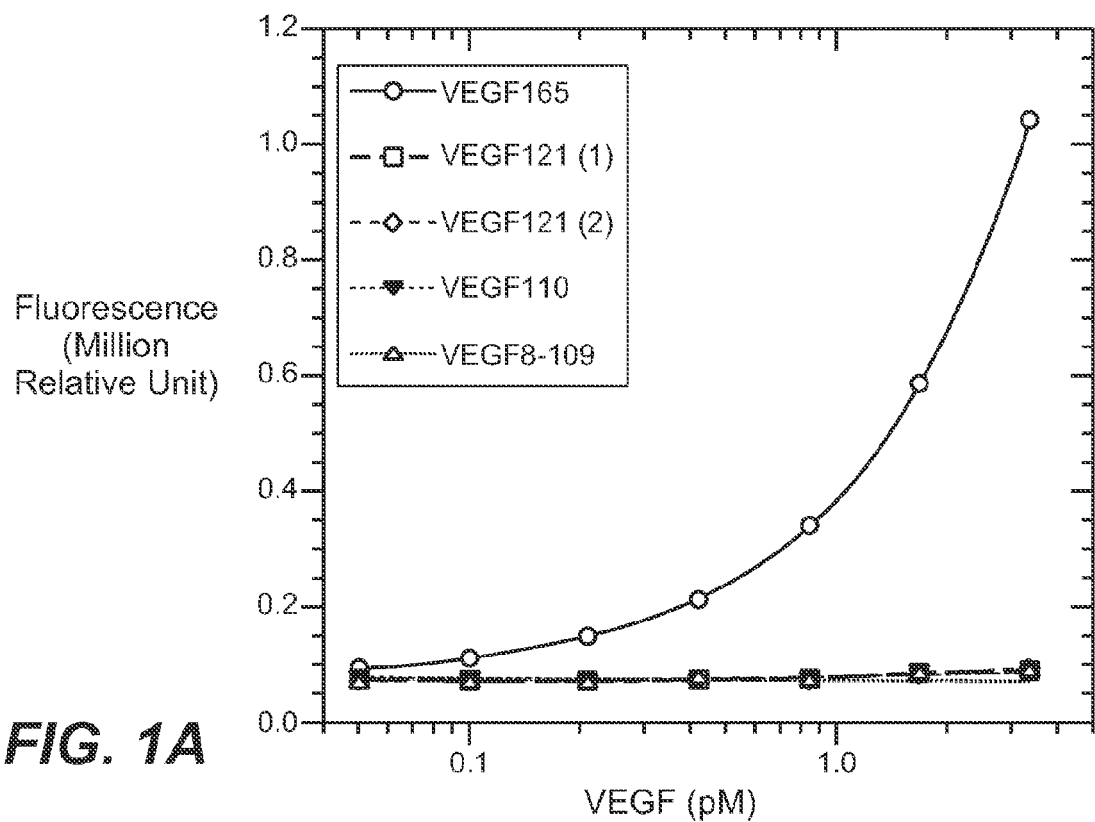 1.2
1.0
0.8
0.6
0.4
0.2
0.0
VEGF165
VEGF121 (1)
VEGF121 (2)
VEGF110
VEGF8-109
Fluorescence
(Million
Relative Unit)
0.1
1.0
VEGF (pM)
FIG. 1A